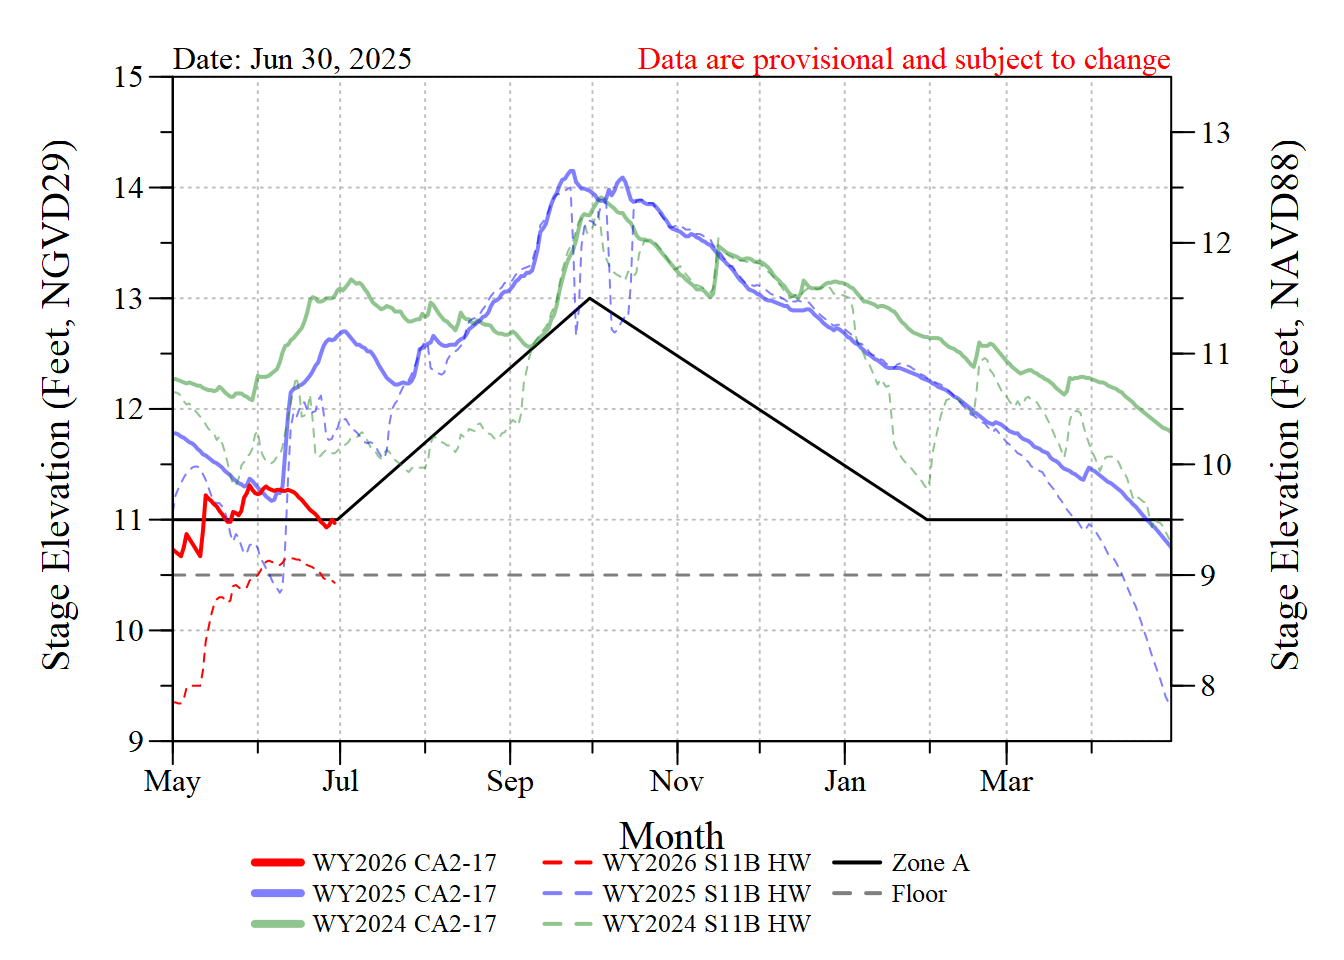 Date: Jun 30, 2025
Data are provisional and subject to change
15
14
13
12
11
10
9
Stage Elevation (Feet, NGVD29)
13
12
11
10
9
8
Stage Elevation (Feet, NAVD88)
May Jul Sep Nov Jan Mar
Month
WY2026 CA2-17 WY2026 S11B HW Zone A
WY2025 CA2-17 WY2025 S11B HW Floor
WY2024 CA2-17 WY2024 S11B HW